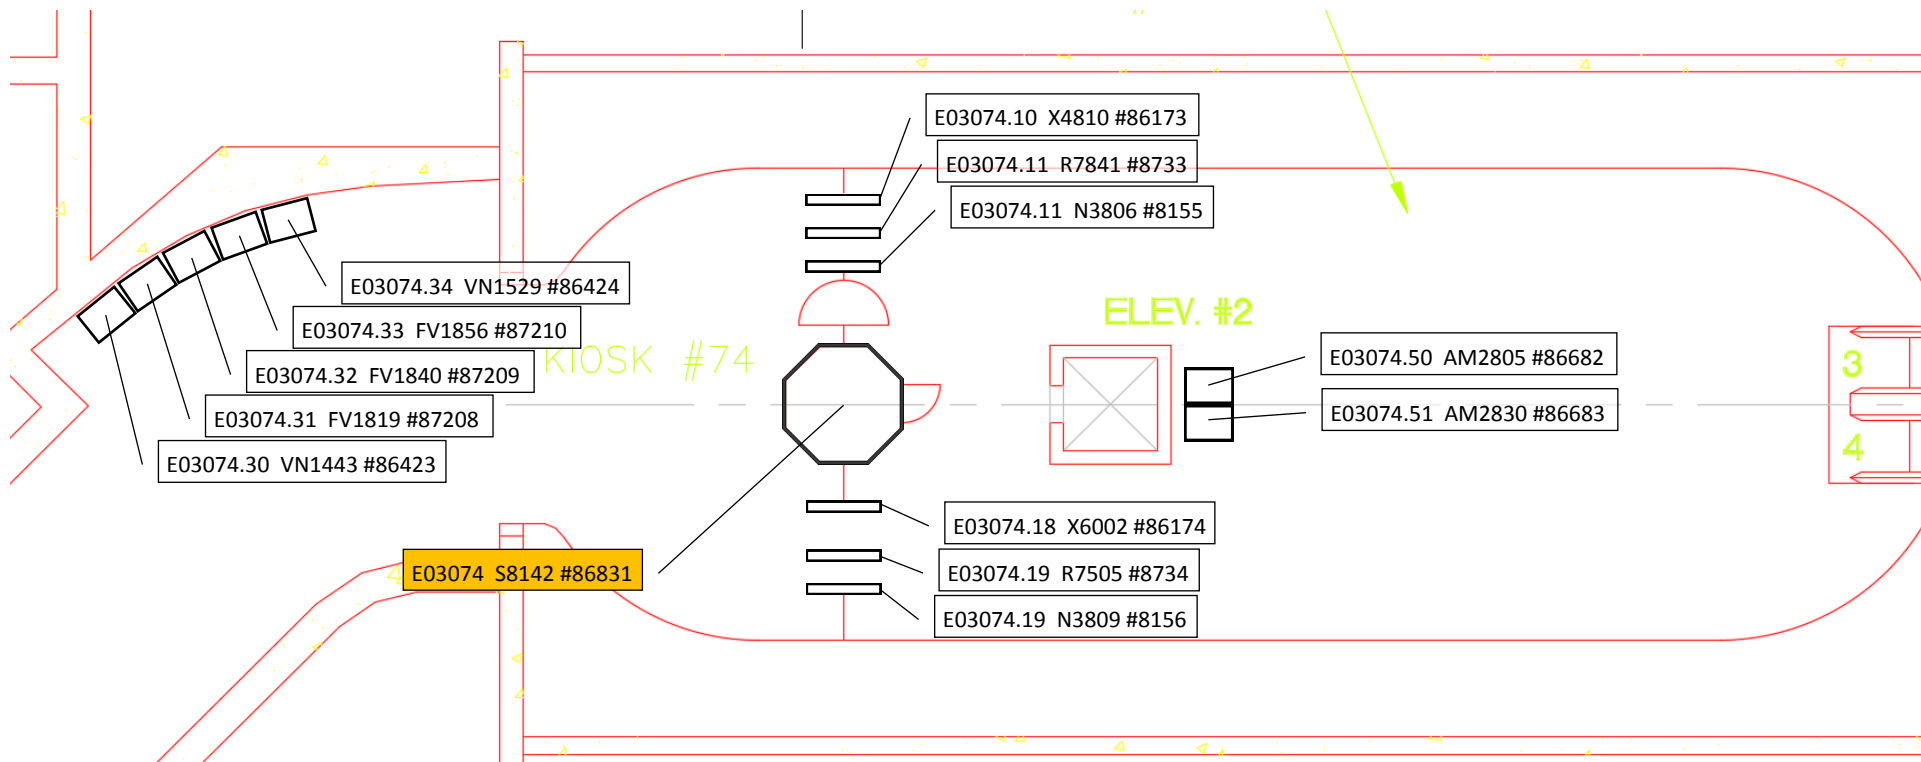 E03074.10 X4810 #86173
E03074.11 R7841 #8733
E03074.11 N3806 #8155
E03074.34 VN1529 #86424
E03074.33 FV1856 #87210
E03074.32 FV1840 #87209
E03074.31 FV1819 #87208
E03074.30 VN1443 #86423
KIOSK #74
ELEV. #2
E03074.50 AM2805 #86682
E03074.51 AM2830 #86683
3
4
E03074.18 X6002 #86174
E03074 S8142 #86831
E03074.19 R7505 #8734
E03074.19 N3809 #8156